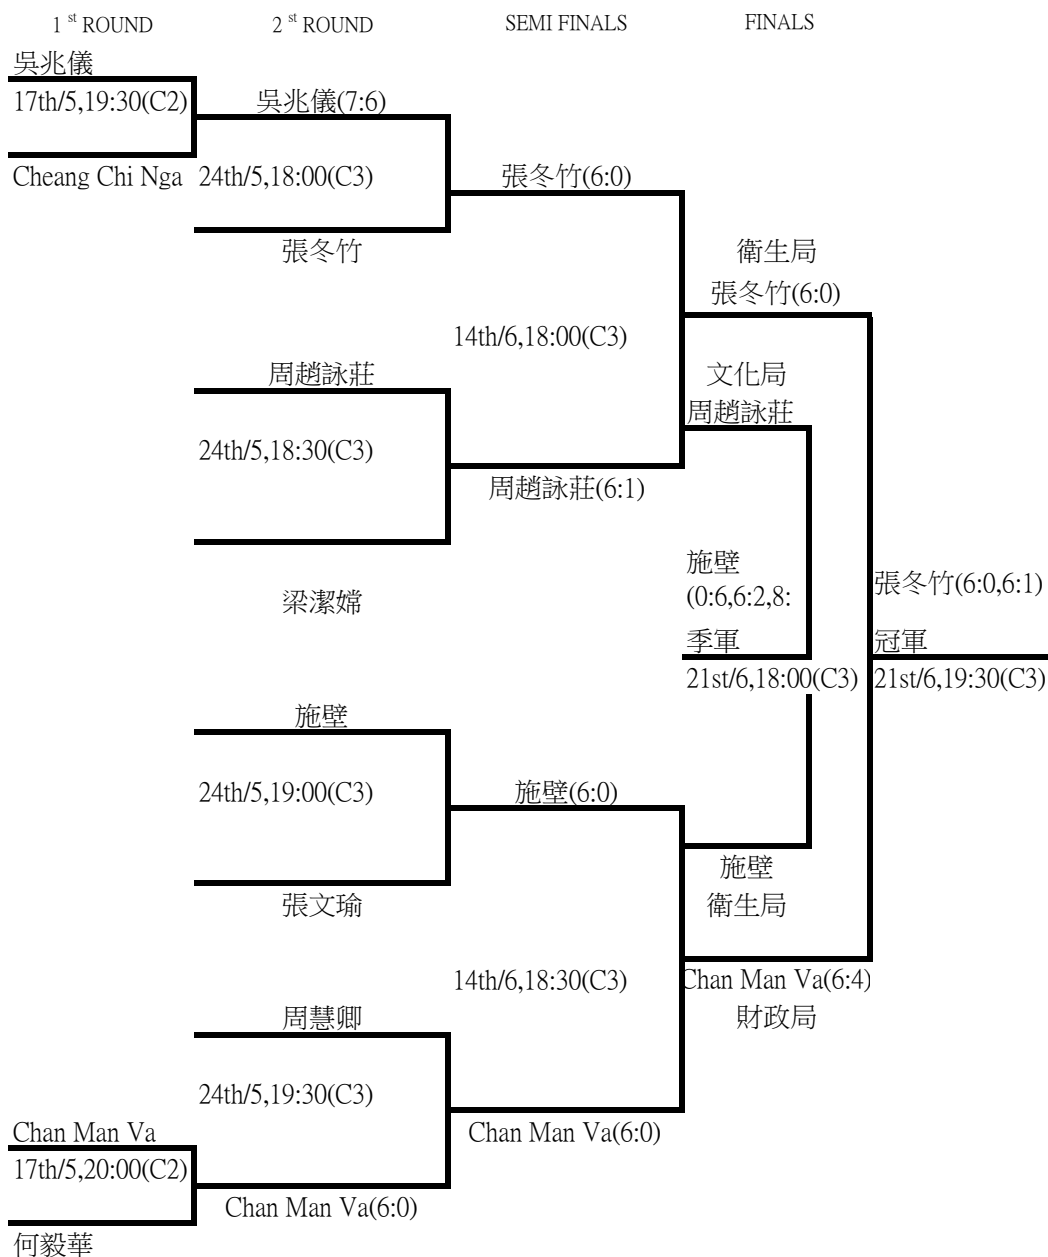 1 st ROUND
2 st ROUND
SEMI FINALS
FINALS
吳兆儀
17th/5,19:30(C2)
吳兆儀(7:6)
Cheang Chi Nga
24th/5,18:00(C3)
張冬竹(6:0)
張冬竹
衛生局
張冬竹(6:0)
14th/6,18:00(C3)
周趙詠莊
文化局
周趙詠莊
24th/5,18:30(C3)
周趙詠莊(6:1)
梁潔嫦
施壁
(0:6,6:2,8:
張冬竹(6:0,6:1)
季軍
冠軍
21st/6,18:00(C3)
21st/6,19:30(C3)
施壁
24th/5,19:00(C3)
施壁(6:0)
張文瑜
施壁
衛生局
14th/6,18:30(C3)
Chan Man Va(6:4)
財政局
周慧卿
24th/5,19:30(C3)
Chan Man Va
Chan Man Va(6:0)
17th/5,20:00(C2)
Chan Man Va(6:0)
何毅華